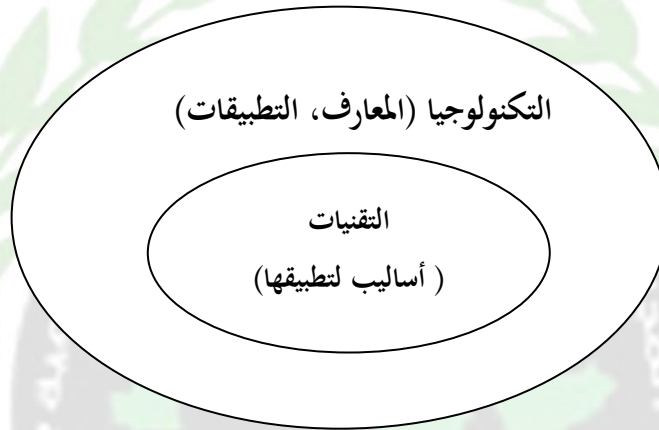 التكنولوجيا (المعارف، التطبيقات)
التقنيات
( أساليب لتطبيقها)